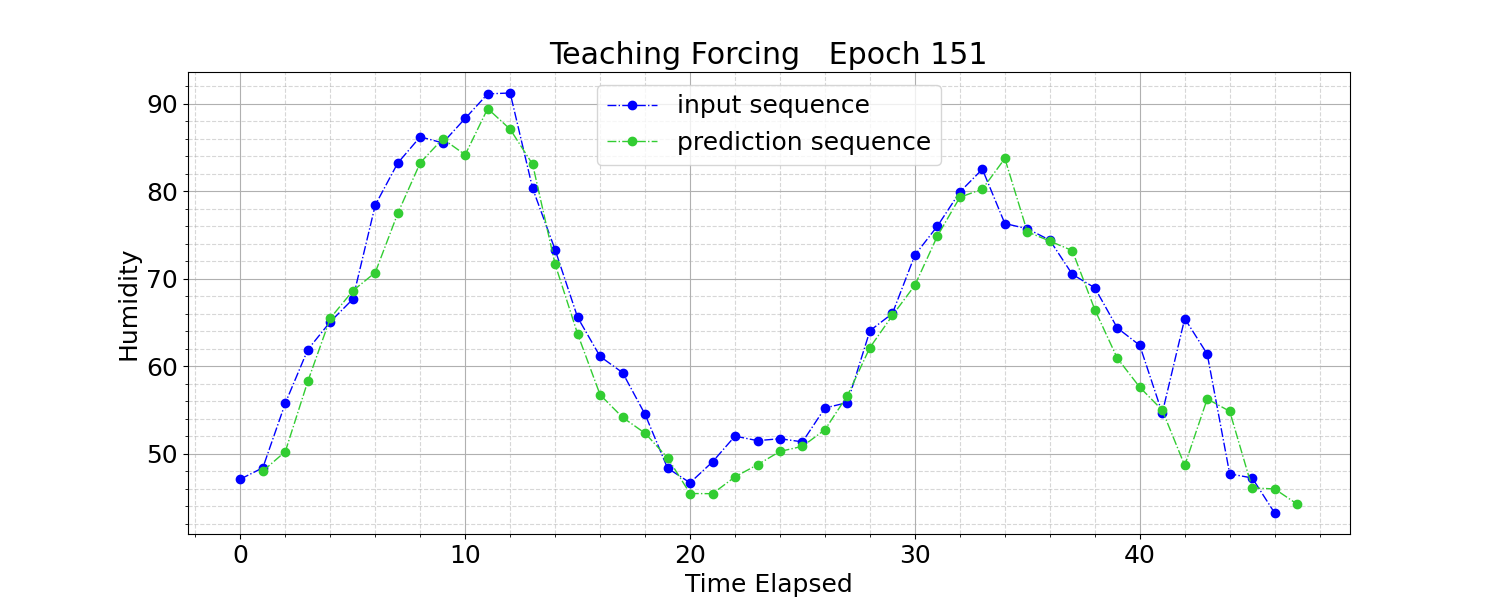 Teaching Forcing   Epoch 151
input sequence
prediction sequence
Humidity
90
80
70
60
50
0 10 20 30 40
Time Elapsed